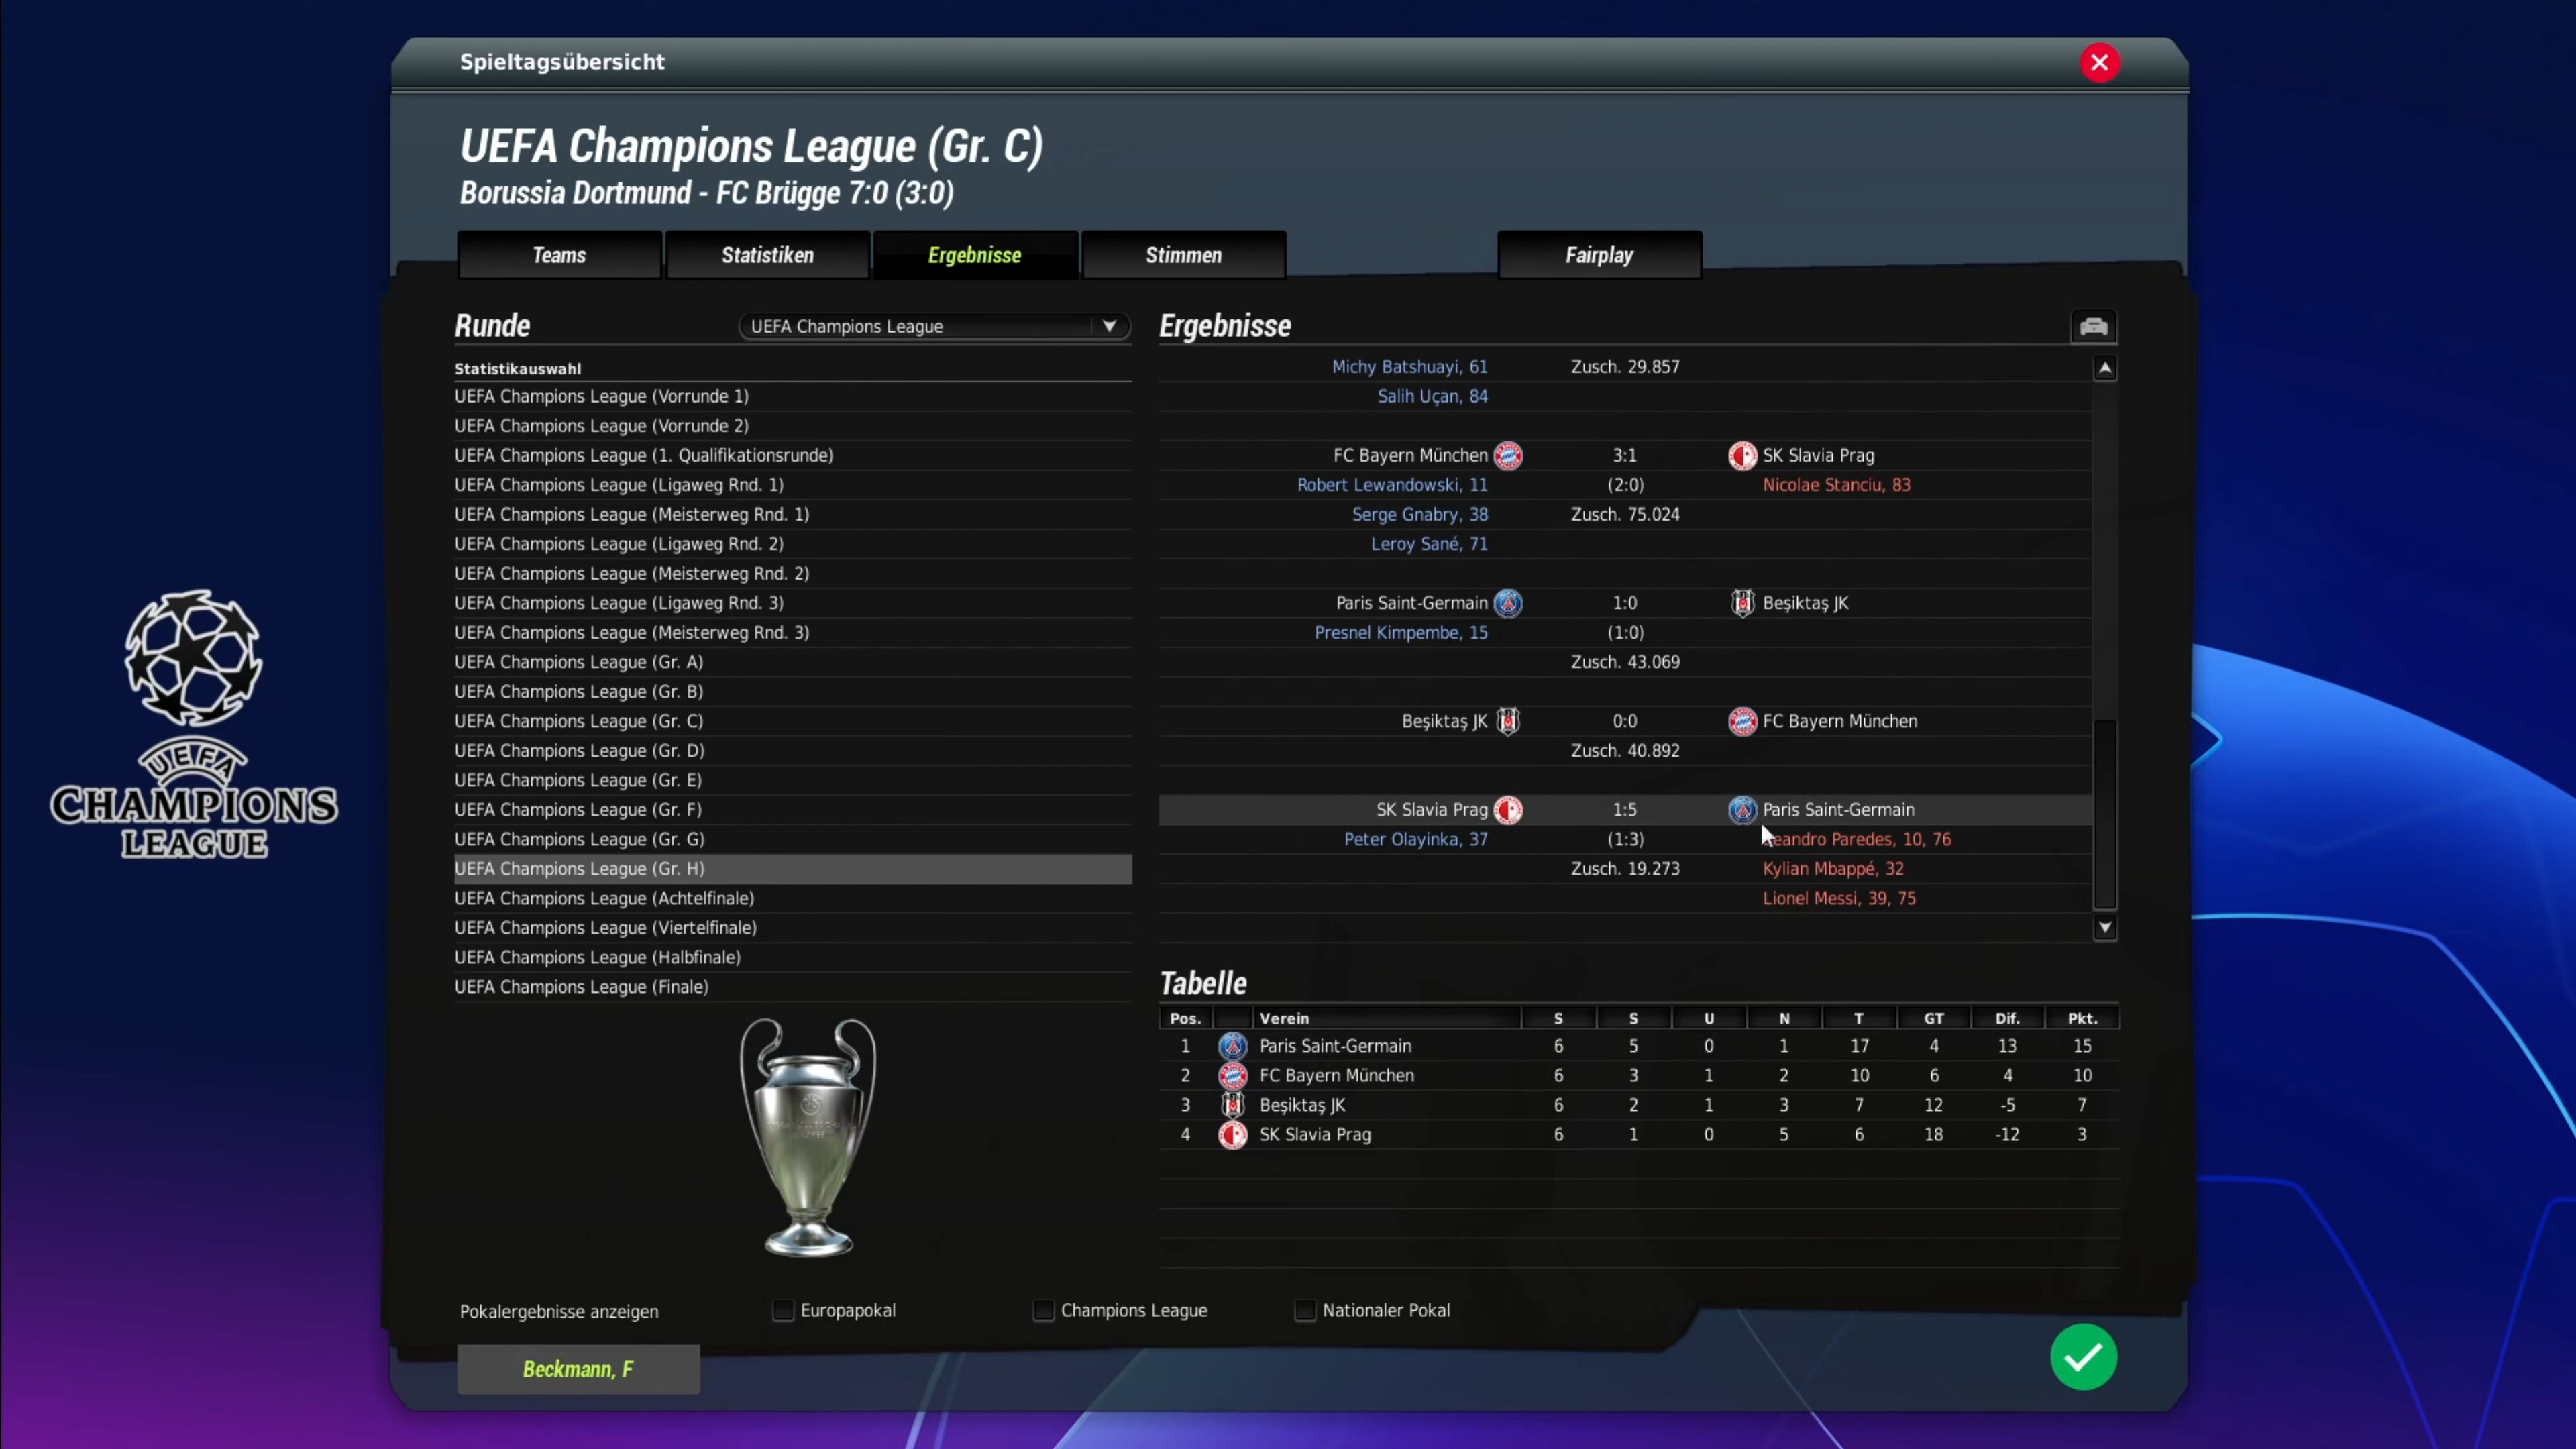 Spieltagsübersicht
UEFA Champions League (Gr. C)
Borussia Dortmund - FC Brügge 7:0 (3:0)
Teams
Statistiken
Ergebnisse
Stimmen
Fairplay
Runde
UEFA Champions League
Statistikauswahl
UEFA Champions League (Vorrunde 1)
UEFA Champions League (Vorrunde 2)
UEFA Champions League (1. Qualifikationsrunde)
UEFA Champions League (Ligaweg Rnd. 1)
UEFA Champions League (Meisterweg Rnd. 1)
UEFA Champions League (Ligaweg Rnd. 2)
UEFA Champions League (Meisterweg Rnd. 2)
UEFA Champions League (Ligaweg Rnd. 3)
UEFA Champions League (Meisterweg Rnd. 3)
UEFA Champions League (Gr. A)
UEFA Champions League (Gr. B)
UEFA Champions League (Gr. C)
UEFA Champions League (Gr. D)
UEFA Champions League (Gr. E)
UEFA Champions League (Gr. F)
UEFA Champions League (Gr. G)
UEFA Champions League (Gr. H)
UEFA Champions League (Achtelfinale)
UEFA Champions League (Viertelfinale)
UEFA Champions League (Halbfinale)
UEFA Champions League (Finale)
Ergebnisse
Michy Batshuayi, 61 Zusch. 29.857
Salih Uçan, 84
FC Bayern München 3:1 SK Slavia Prag
Robert Lewandowski, 11 (2:0) Nicolae Stanciu, 83
Serge Gnabry, 38 Zusch. 75.024
Leroy Sané, 71
Paris Saint-Germain 1:0 Beşiktaş JK
Presnel Kimpembe, 15 (1:0)
Zusch. 43.069
Beşiktaş JK 0:0 FC Bayern München
Zusch. 40.892
SK Slavia Prag 1:5 Paris Saint-Germain
Peter Olayinka, 37 (1:3) Leandro Paredes, 10, 76
Zusch. 19.273 Kylian Mbappé, 32
Lionel Messi, 39, 75
Tabelle
Pos. Verein S S U N T GT Dif. Pkt.
1 Paris Saint-Germain 6 5 0 1 17 4 13 15
2 FC Bayern München 6 3 1 2 10 6 4 10
3 Beşiktaş JK 6 2 1 3 7 12 -5 7
4 SK Slavia Prag 6 1 0 5 6 18 -12 3
Pokalergebnisse anzeigen
Europapokal
Champions League
Nationaler Pokal
Beckmann, F
UEFA
CHAMPIONS
LEAGUE